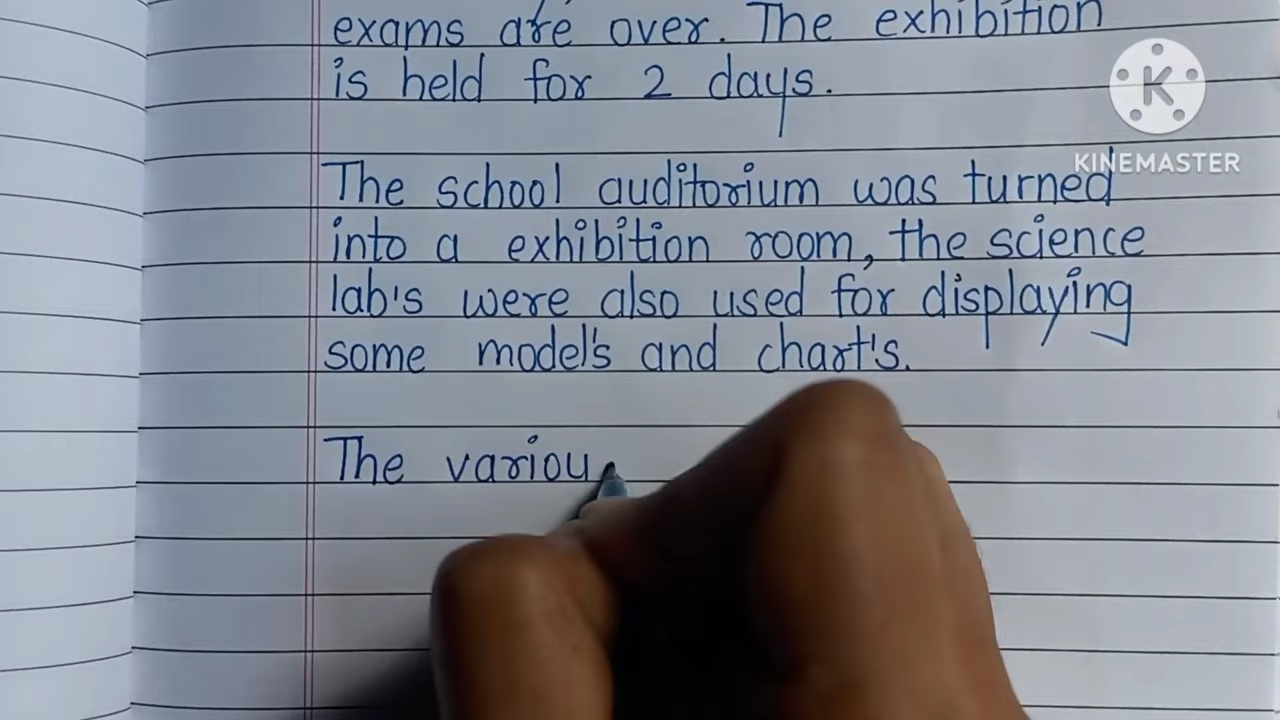 exams are over. The exhibition
is held for 2 days.
K
KINEMASTER
The school auditorium was turned
into a exhibition room, the science
lab's were also used for displaying
some model's and chart's.
The variou